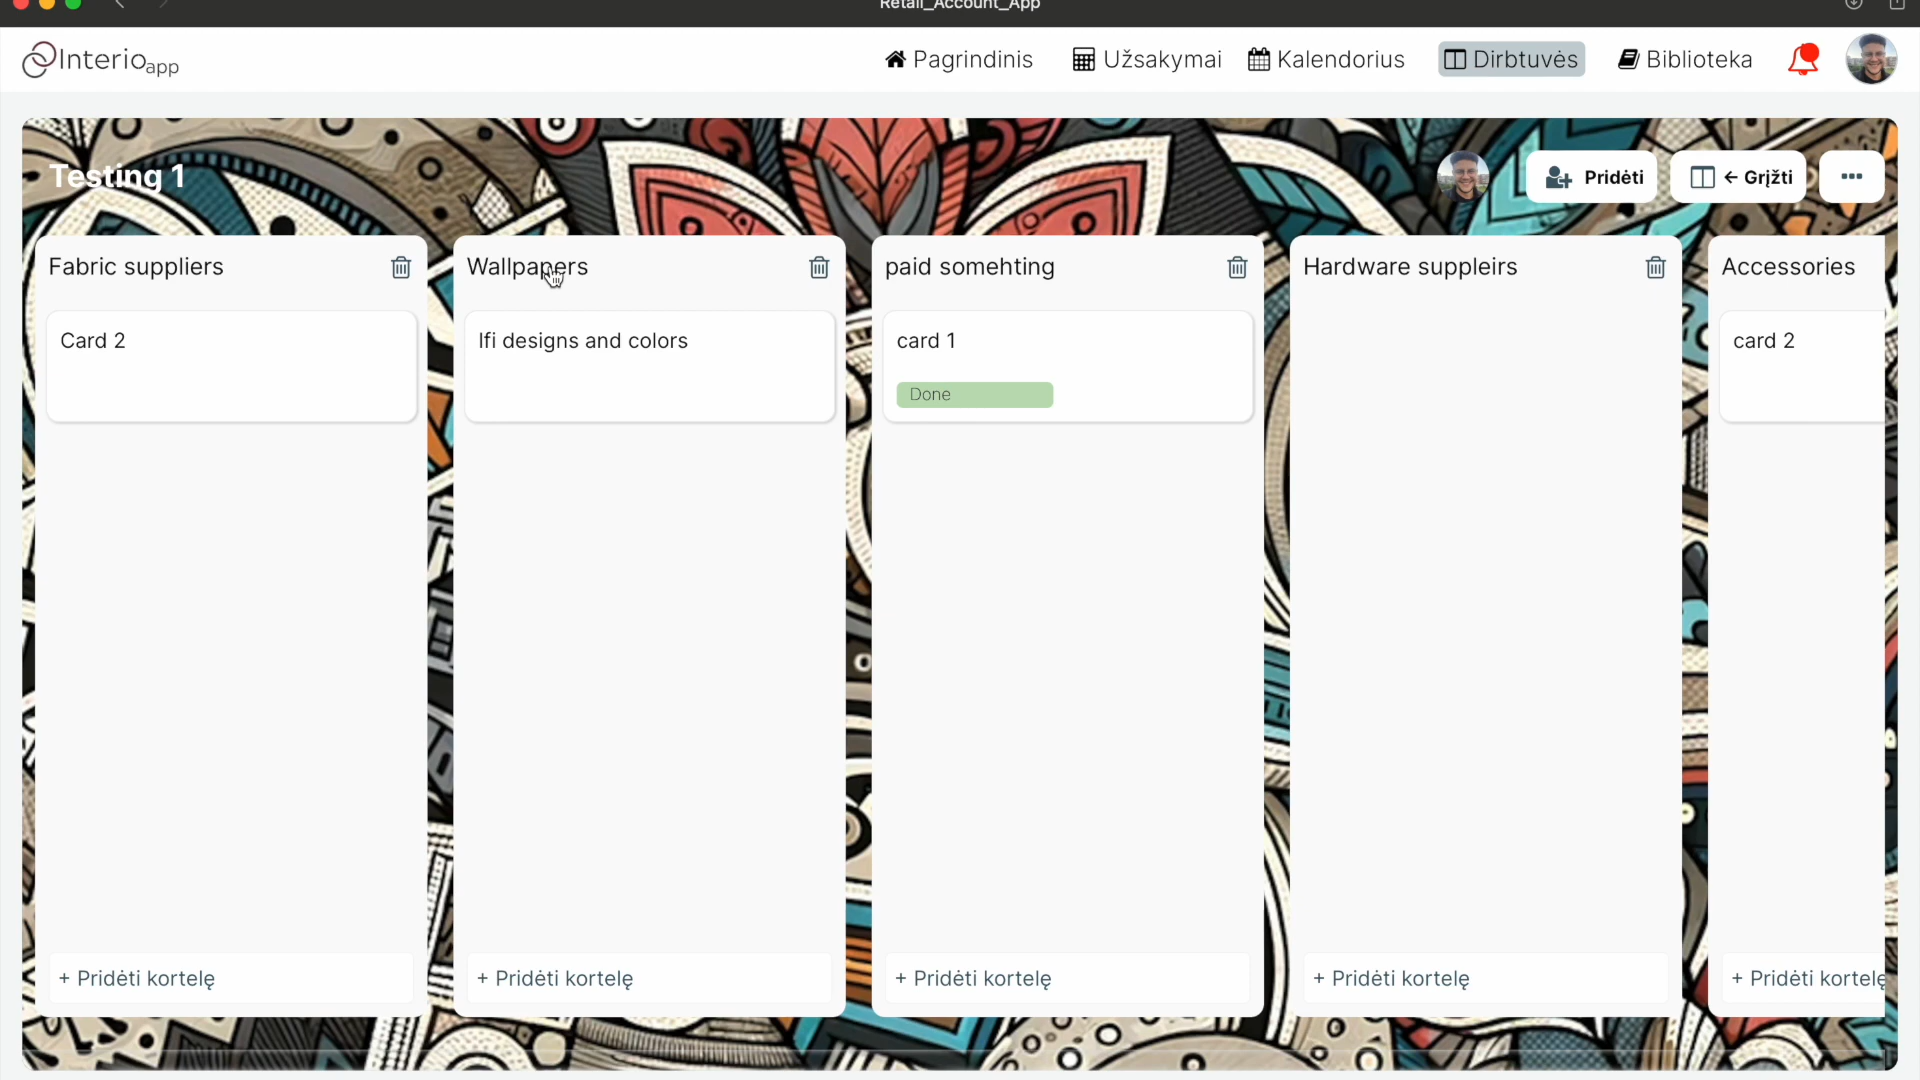 Retail_Account_App
Interioapp
Pagrindinis
Užsakymai
Kalendorius
Dirbtuvės
Biblioteka
Testing 1
Pridėti
← Grįžti
Fabric suppliers
Wallpapers
paid somehting
Hardware suppleirs
Accessories
Card 2
Ifi designs and colors
card 1
card 2
Done
+ Pridėti kortelę
+ Pridėti kortelę
+ Pridėti kortelę
+ Pridėti kortelę
+ Pridėti kortelę